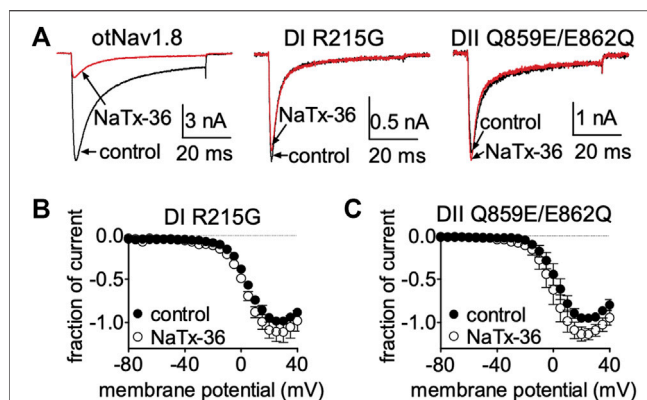 A
otNav1.8
DI R215G
DII Q859E/E862Q
NaTx-36
control
3 nA
20 ms
NaTx-36
control
0.5 nA
20 ms
control
NaTx-36
1 nA
20 ms
B
DI R215G
fraction of current
0.0
-0.5
-1.0
control
NaTx-36
-80
-40
0
40
membrane potential (mV)
C
DII Q859E/E862Q
fraction of current
0.0
-0.5
-1.0
control
NaTx-36
-80
-40
0
40
membrane potential (mV)